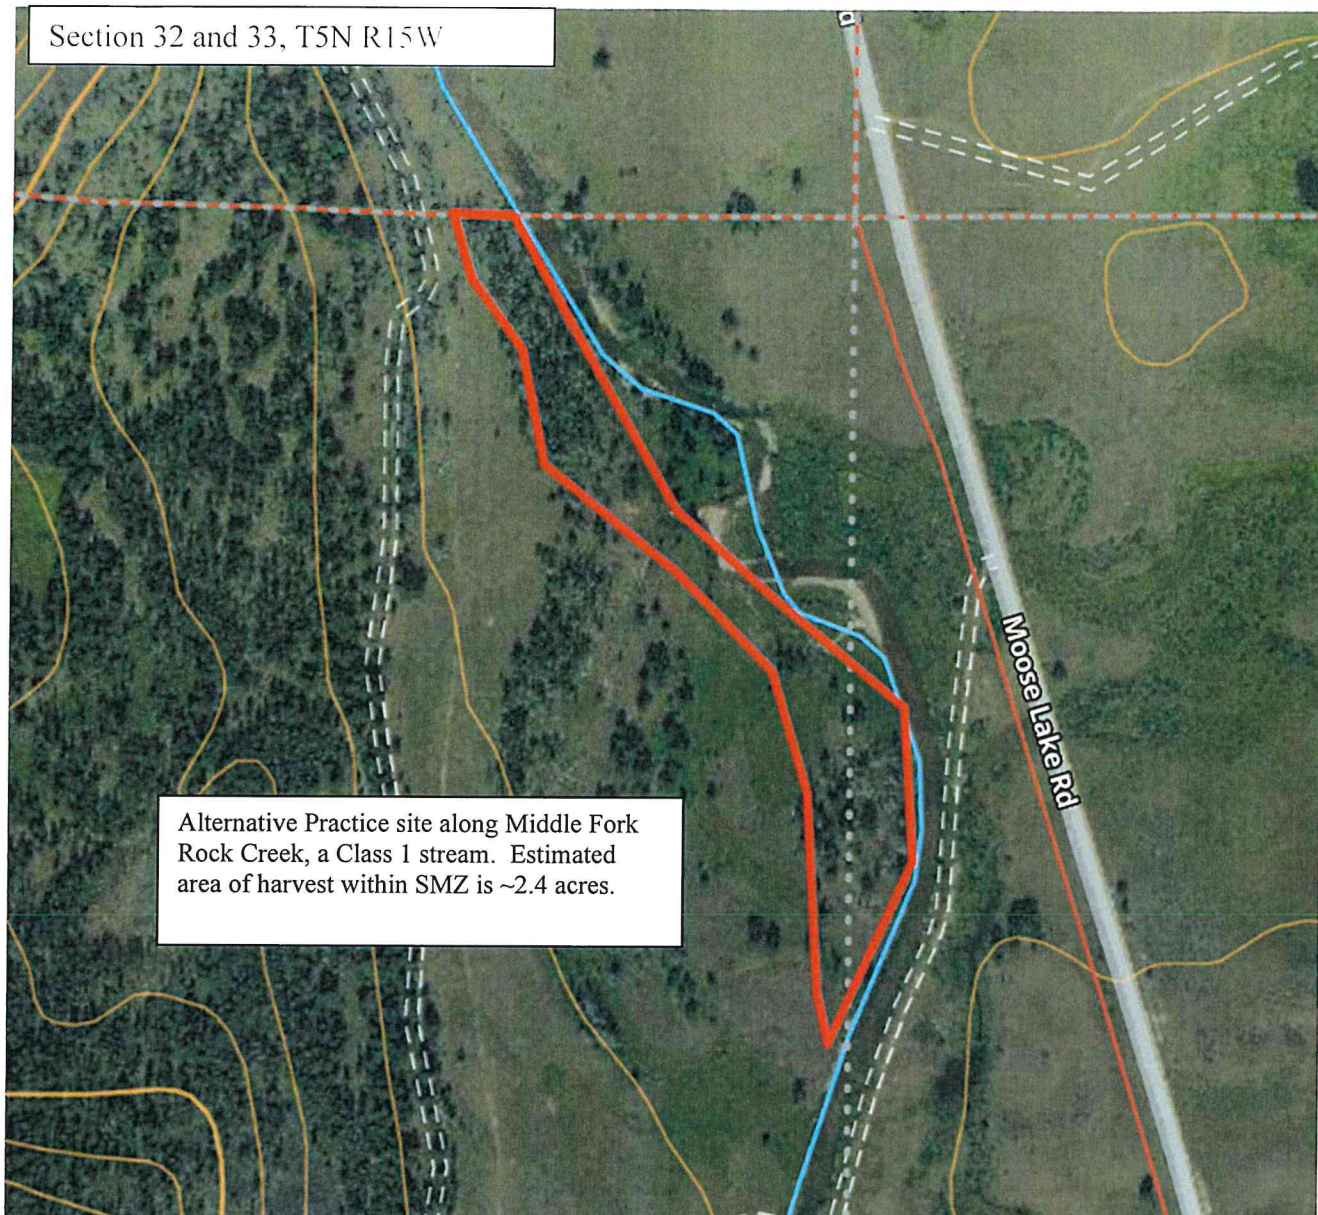 Section 32 and 33, T5N R15W
Moose Lake Rd
Alternative Practice site along Middle Fork
Rock Creek, a Class 1 stream.  Estimated
area of harvest within SMZ is ~2.4 acres.